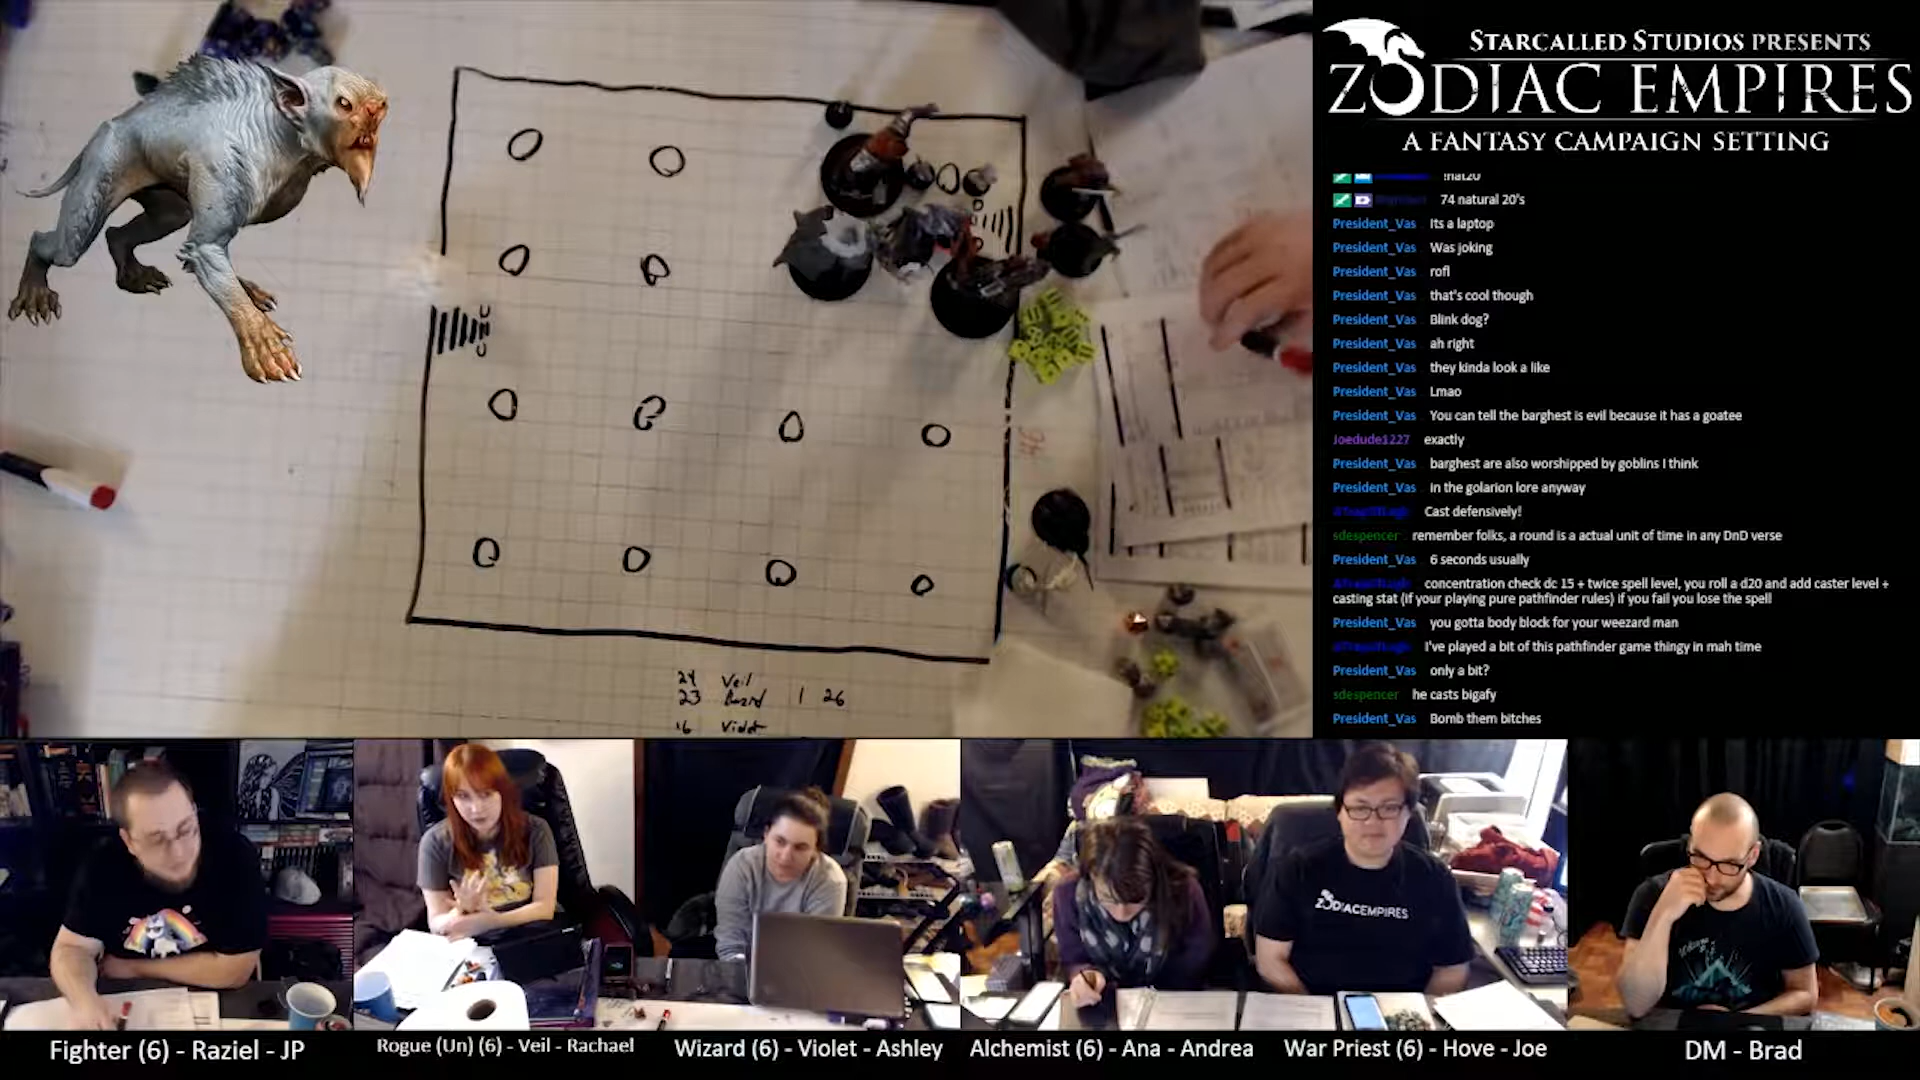 STARCALLED STUDIOS PRESENTS
ZODIAC EMPIRES
A FANTASY CAMPAIGN SETTING
!nat20
74 natural 20's
President_Vas Its a laptop
President_Vas Was joking
President_Vas rofl
President_Vas that's cool though
President_Vas Blink dog?
President_Vas ah right
President_Vas they kinda look a like
President_Vas Lmao
President_Vas You can tell the barghest is evil because it has a goatee
Joedude1227 exactly
President_Vas barghest are also worshipped by goblins I think
President_Vas in the golarion lore anyway
Cast defensively!
sdespencer remember folks, a round is a actual unit of time in any DnD verse
President_Vas 6 seconds usually
concentration check dc 15 + twice spell level, you roll a d20 and add caster level +
casting stat (if your playing pure pathfinder rules) if you fail you lose the spell
President_Vas you gotta body block for your weezard man
I've played a bit of this pathfinder game thingy in mah time
President_Vas only a bit?
sdespencer he casts bigafy
President_Vas Bomb them bitches
24 Veil
23 1 26
16 Violet
ZODIAC EMPIRES
Fighter (6) - Raziel - JP
Rogue (Un) (6) - Veil - Rachael
Wizard (6) - Violet - Ashley
Alchemist (6) - Ana - Andrea
War Priest (6) - Hove - Joe
DM - Brad